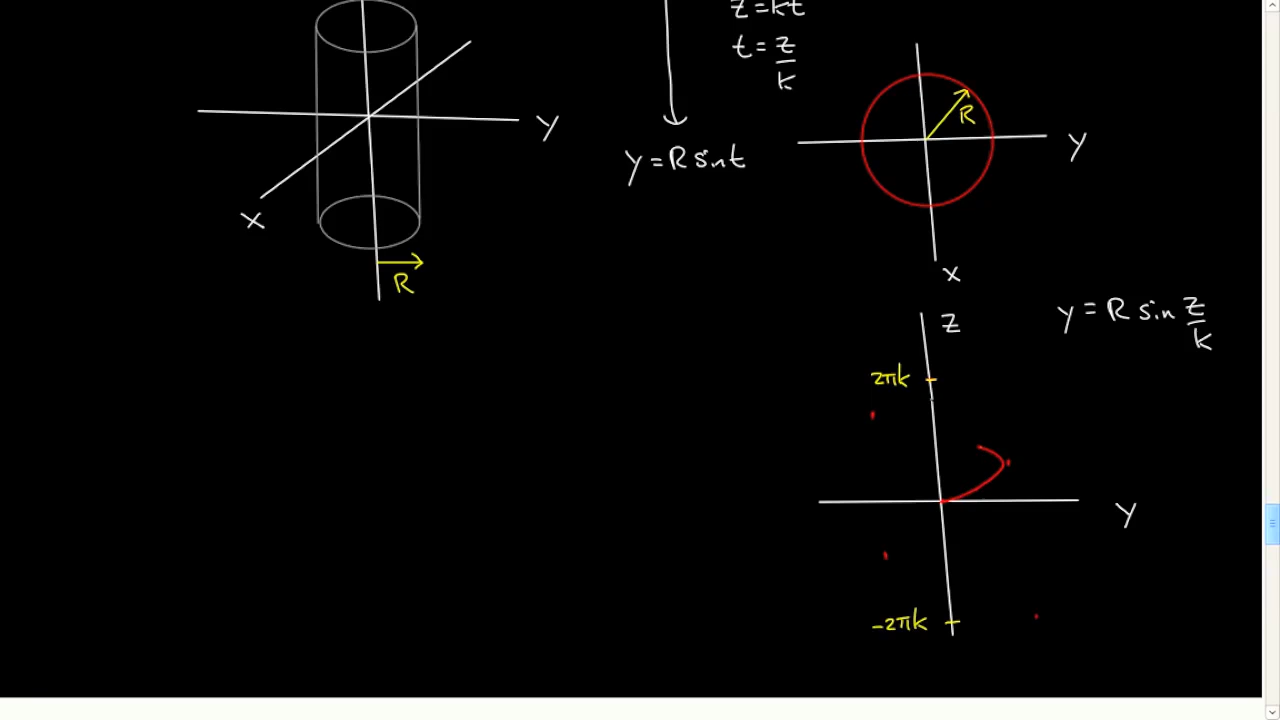 z = kt
t = z/k
y = R sin t
y
x
R
R
y
x
z
y = R sin z/k
2πk
y
-2πk